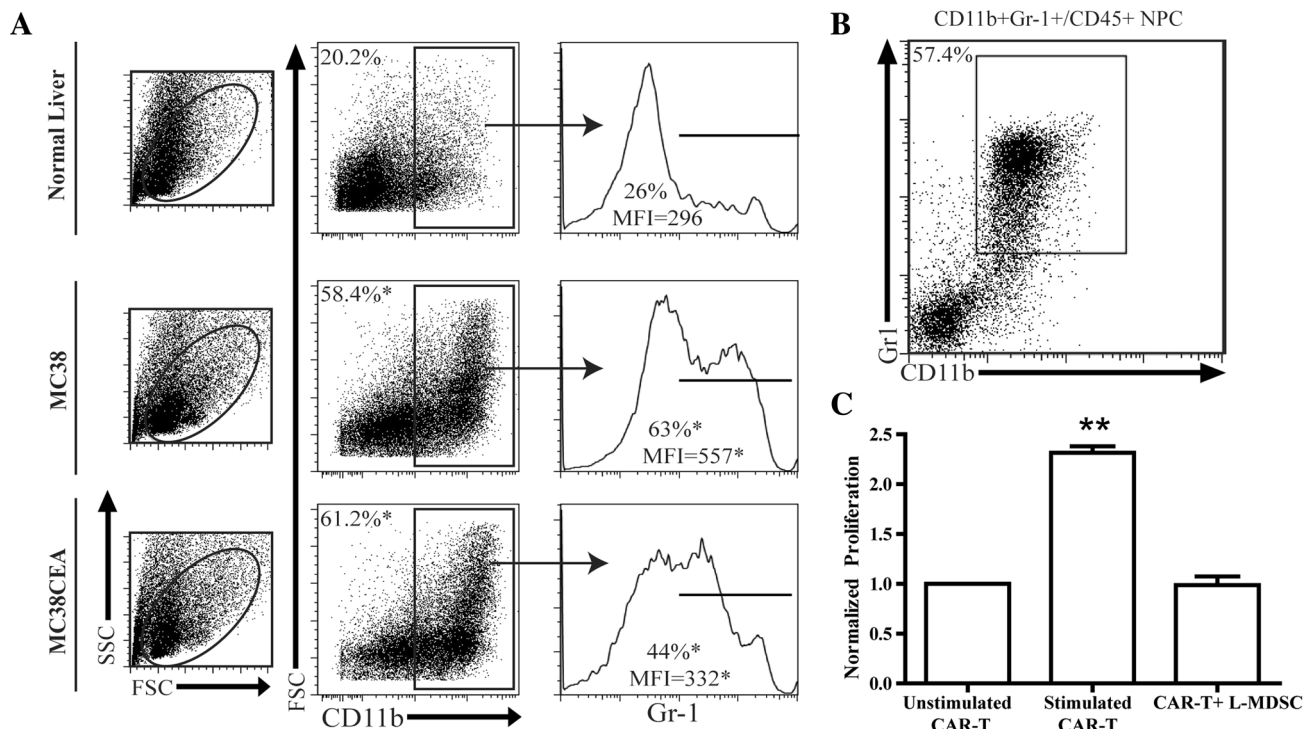 A
Normal Liver
20.2%
26%
MFI=296
MC38
58.4%*
63%*
MFI=557*
MC38CEA
61.2%*
44%*
MFI=332*
SSC
FSC
FSC
CD11b
Gr-1
B
CD11b+Gr-1+/CD45+ NPC
57.4%
Gr1
CD11b
C
**
Normalized Proliferation
2.5
2.0
1.5
1.0
0.5
0.0
Unstimulated
CAR-T
Stimulated
CAR-T
CAR-T+ L-MDSC